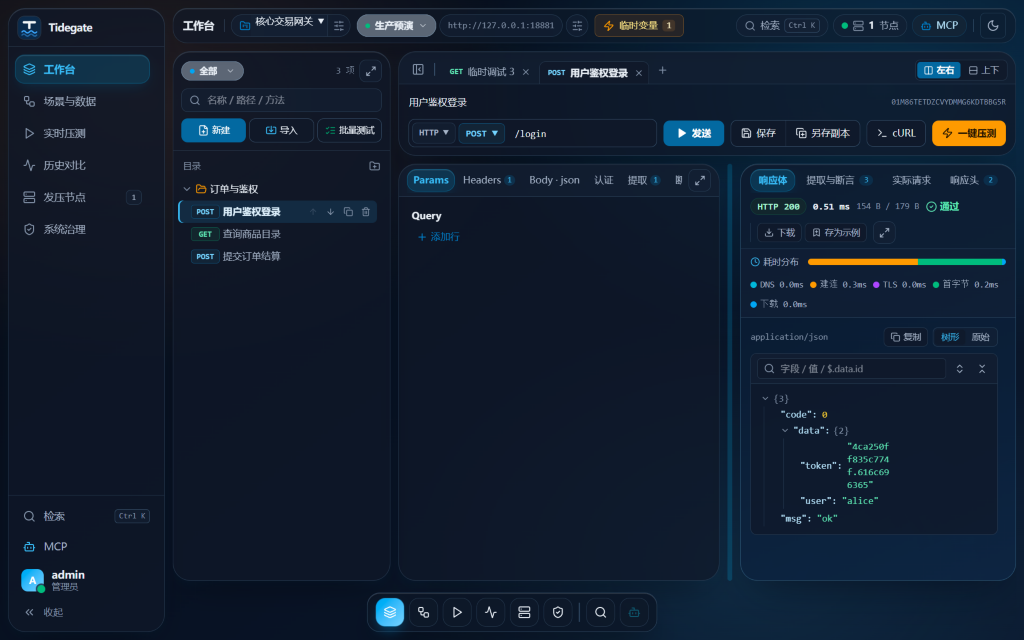 Tidegate
工作台
场景与数据
实时压测
历史对比
发压节点 1
系统治理
检索 Ctrl K
MCP
A admin
管理员
收起
工作台 核心交易网关 ▼ 生产预演 http://127.0.0.1:18881 临时变量 1 检索 Ctrl K 1 节点 MCP
全部 3 项
名称 / 路径 / 方法
新建 导入 批量测试
目录
订单与鉴权
POST 用户鉴权登录
GET 查询商品目录
POST 提交订单结算
GET 临时调试 3 × POST 用户鉴权登录 × + 左右 上下
用户鉴权登录 01M86TETDZCVYDMMG6KDTBBG5R
HTTP ▼ POST ▼ /login 发送 保存 另存副本 cURL 一键压测
Params Headers 1 Body · json 认证 提取 1
Query
+ 添加行
响应体 提取与断言 3 实际请求 响应头 2
HTTP 200 0.51 ms 154 B / 179 B 通过
下载 存为示例
耗时分布
DNS 0.0ms 建连 0.3ms TLS 0.0ms 首字节 0.2ms
下载 0.0ms
application/json 复制 树形 原始
字段 / 值 / $.data.id
{3}
"code": 0
"data": {2}
"token": "4ca250f
f835c774
f.616c69
6365"
"user": "alice"
"msg": "ok"